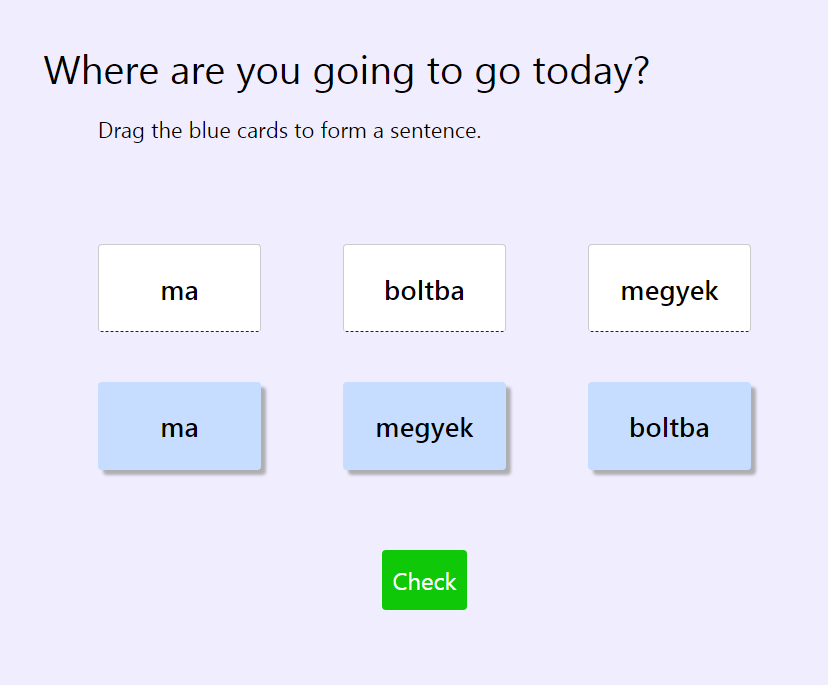 Where are you going to go today?
Drag the blue cards to form a sentence.
ma boltba megyek
ma megyek boltba
Check